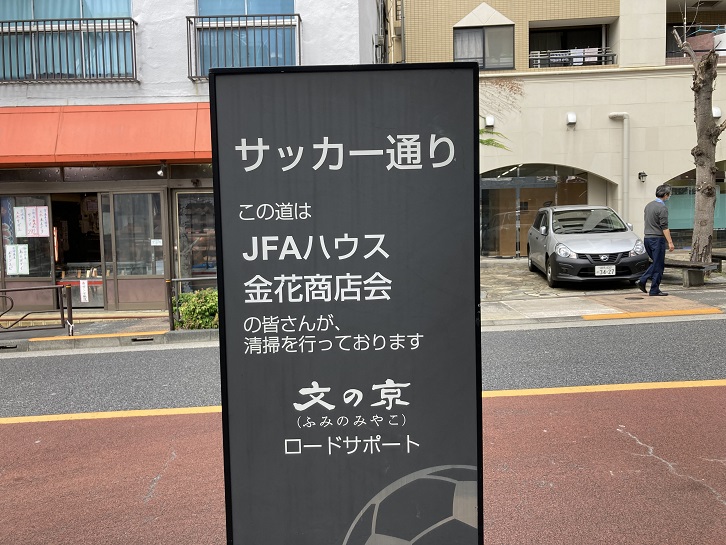 サッカー通り
この道は
JFAハウス
金花商店会
の皆さんが、
清掃を行っております
文の京
(ふみのみやこ)
ロードサポート